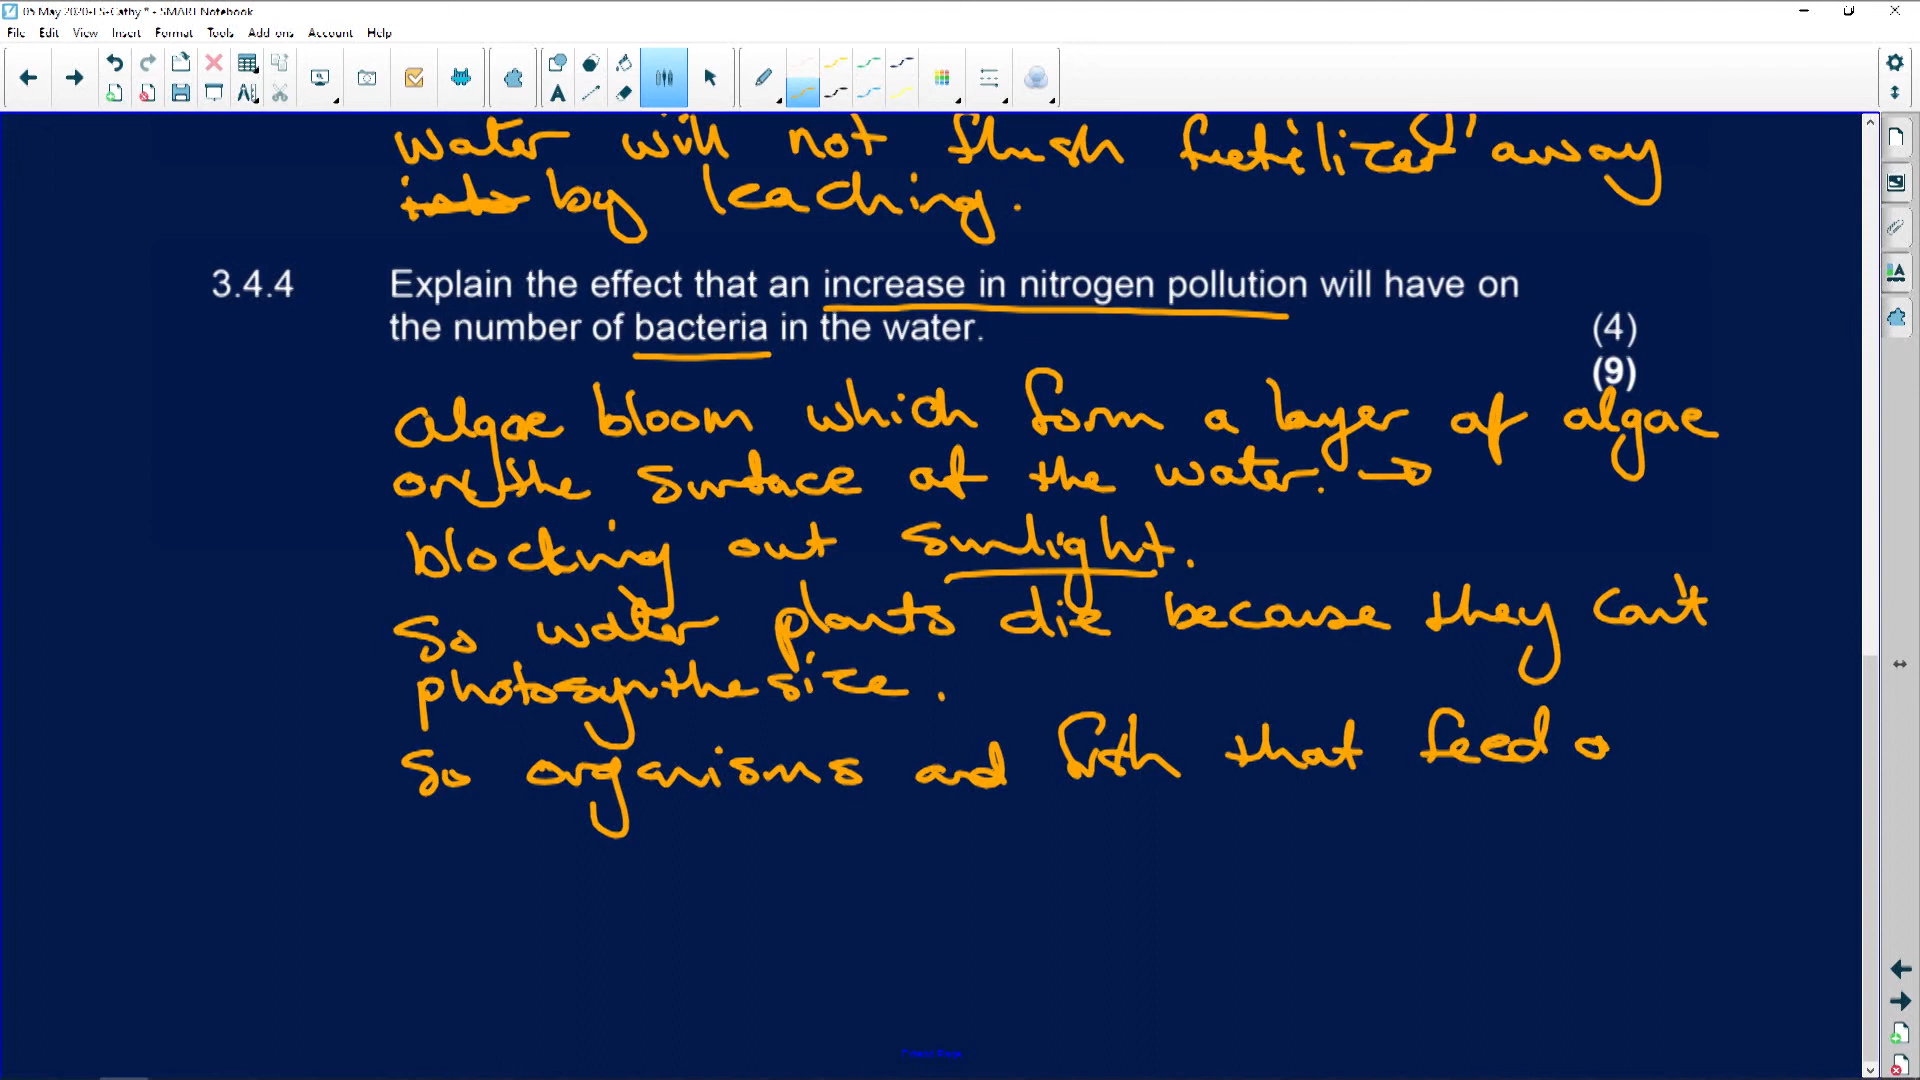 05 May 2020-LS-Cathy * - SMART Notebook
File Edit View Insert Format Tools Add-ons Account Help
Water will not flush fertilizer away
by leaching.
3.4.4 Explain the effect that an increase in nitrogen pollution will have on
the number of bacteria in the water. (4)
(9)
algae bloom which form a layer of algae
on the surface of the water. →
blocking out sunlight.
So water plants die because they can't
photosynthesize.
So organisms and fish that feed o